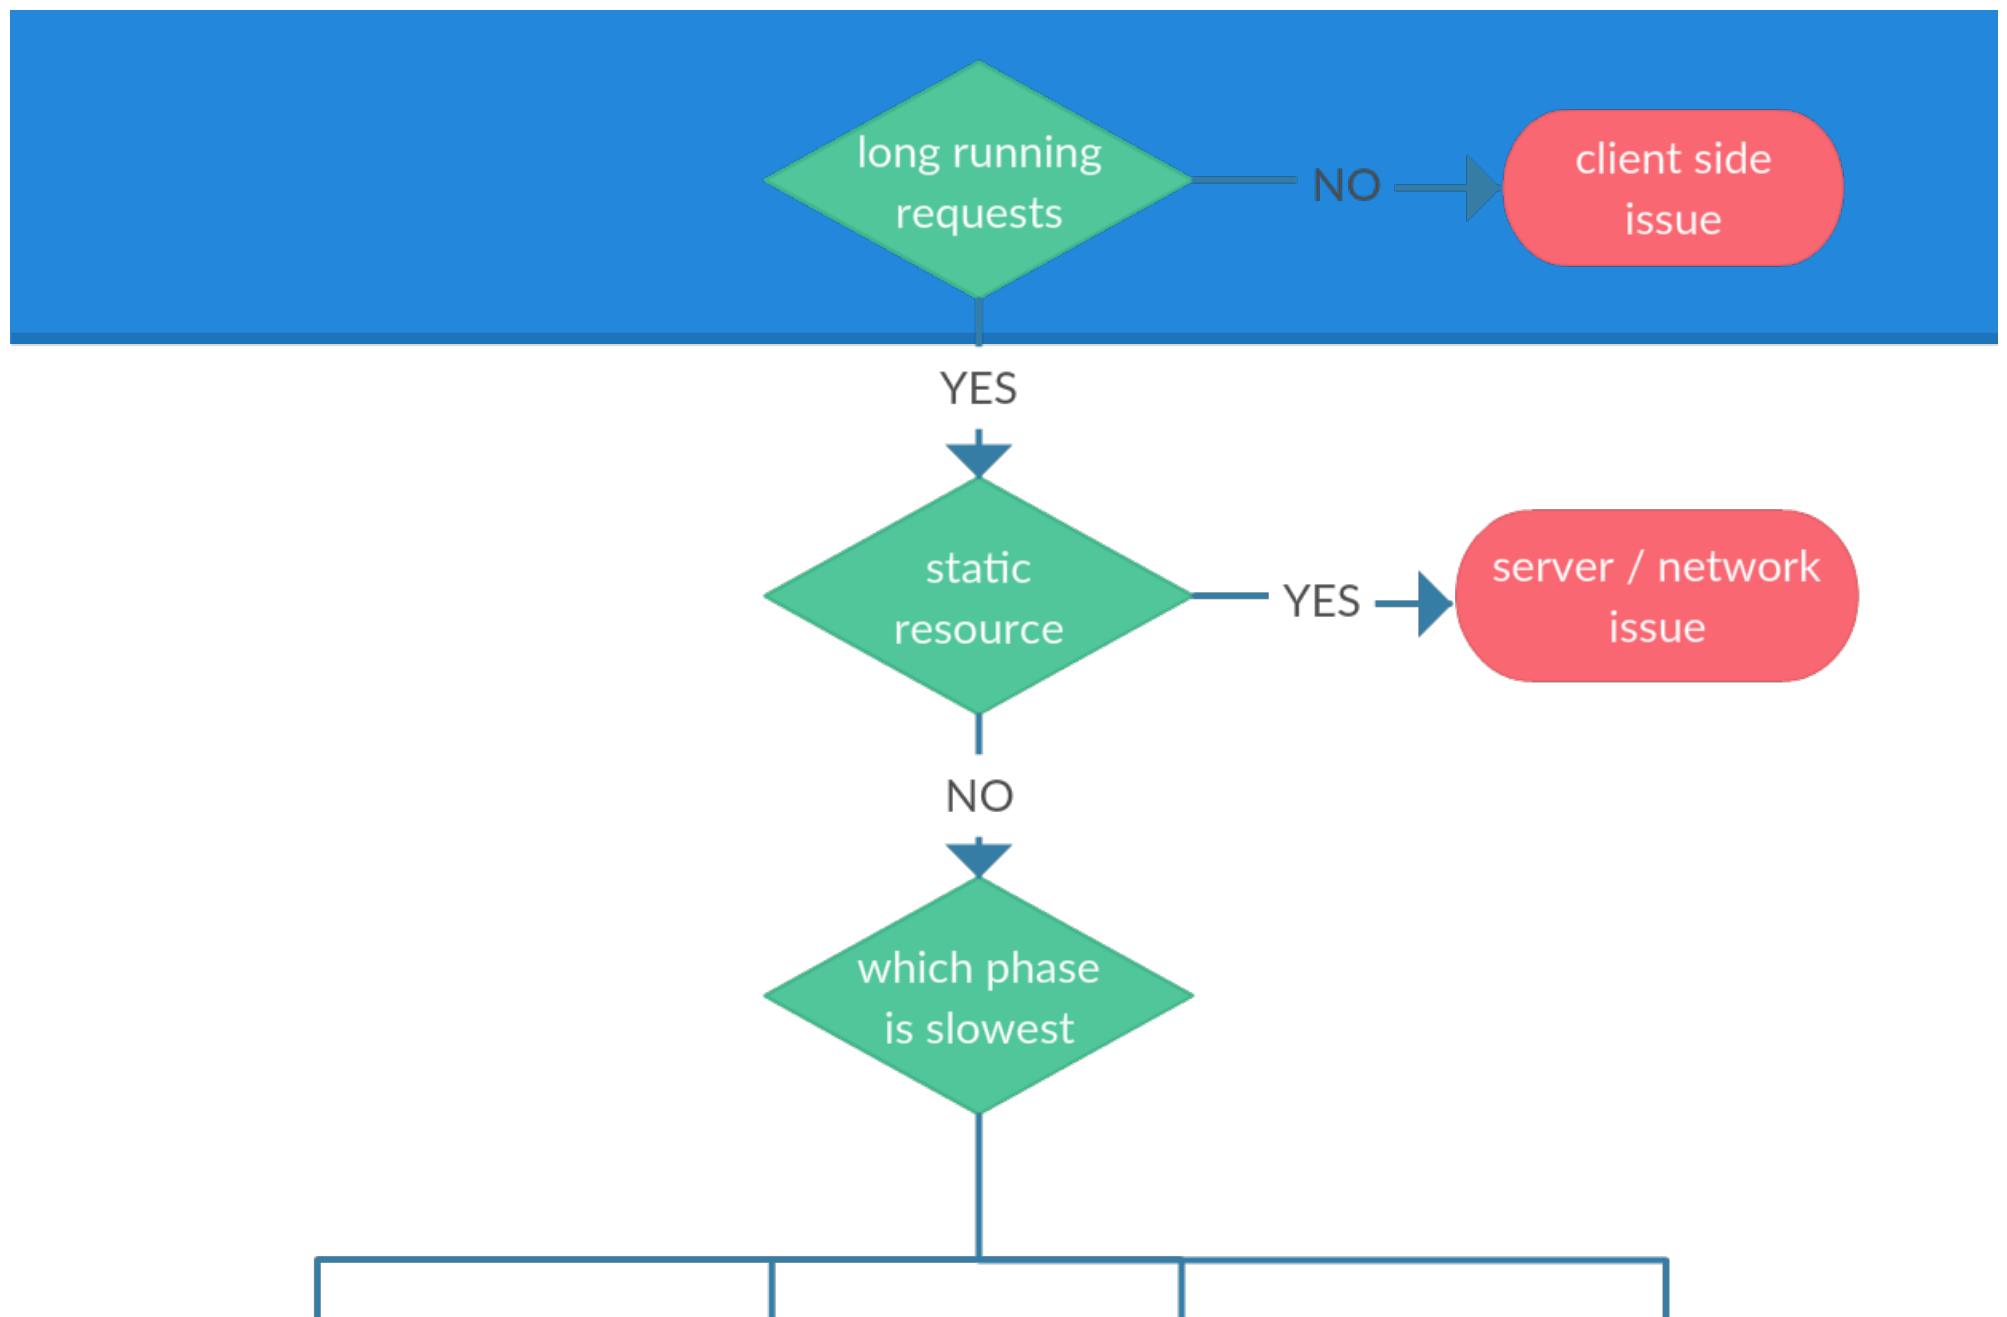 long running
requests
NO
client side
issue
YES
static
resource
YES
server / network
issue
NO
which phase
is slowest